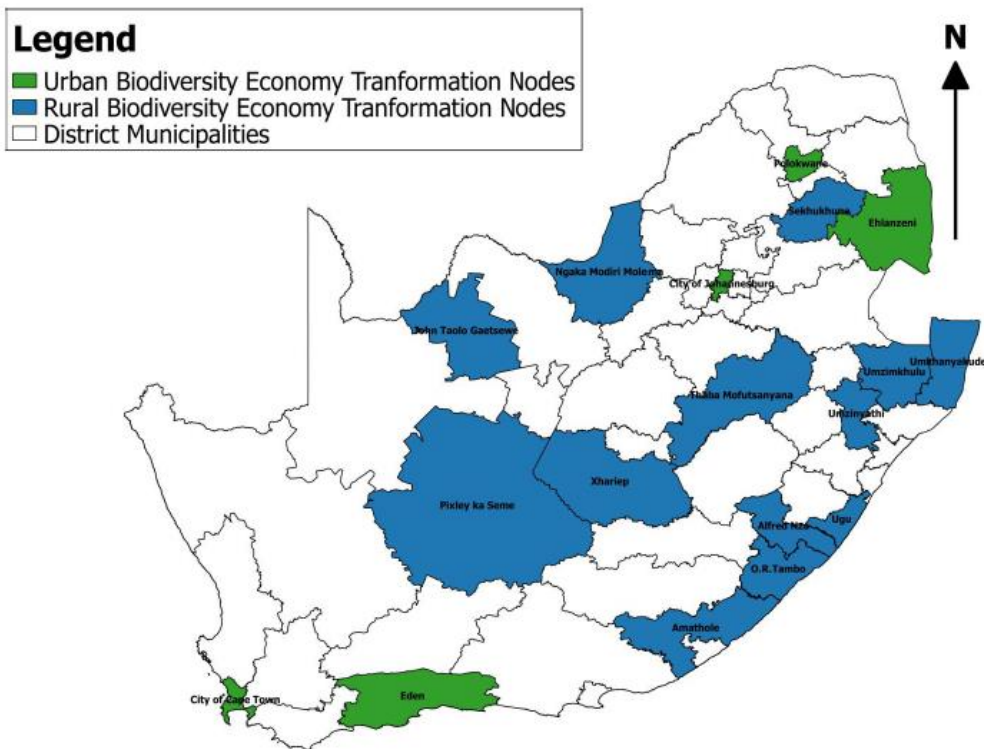 Legend
Urban Biodiversity Economy Tranformation Nodes
Rural Biodiversity Economy Tranformation Nodes
District Municipalities
N
Polokwane
Sekhukhune
Ehlanzeni
Ngaka Modiri Molema
City of Johannesburg
John Taolo Gaetsewe
Umkhanyakude
Umzimkhulu
Thaba Mofutsanyana
Umzinyathi
Xhariep
Pixley ka Seme
Ugu
Alfred Nzo
O.R.Tambo
Amathole
Eden
City of Cape Town